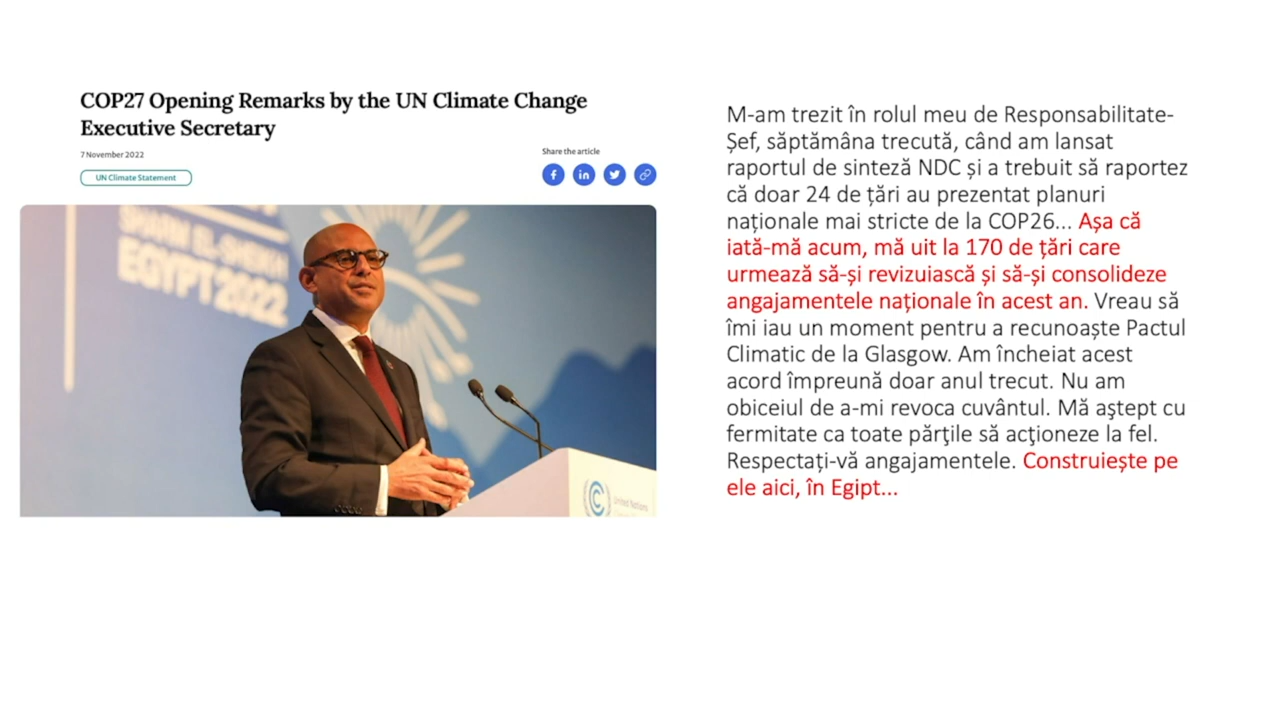 COP27 Opening Remarks by the UN Climate Change
Executive Secretary
7 November 2022
Share the article
UN Climate Statement
SHARM EL-SHEIKH
EGYPT2022
United Nations
M-am trezit în rolul meu de Responsabilitate-
Șef, săptămâna trecută, când am lansat
raportul de sinteză NDC și a trebuit să raportez
că doar 24 de țări au prezentat planuri
naționale mai stricte de la COP26... Așa că
iată-mă acum, mă uit la 170 de țări care
urmează să-și revizuiască și să-și consolideze
angajamentele naționale în acest an. Vreau să
îmi iau un moment pentru a recunoaște Pactul
Climatic de la Glasgow. Am încheiat acest
acord împreună doar anul trecut. Nu am
obiceiul de a-mi revoca cuvântul. Mă aştept cu
fermitate ca toate părţile să acţioneze la fel.
Respectați-vă angajamentele. Construiește pe
ele aici, în Egipt...